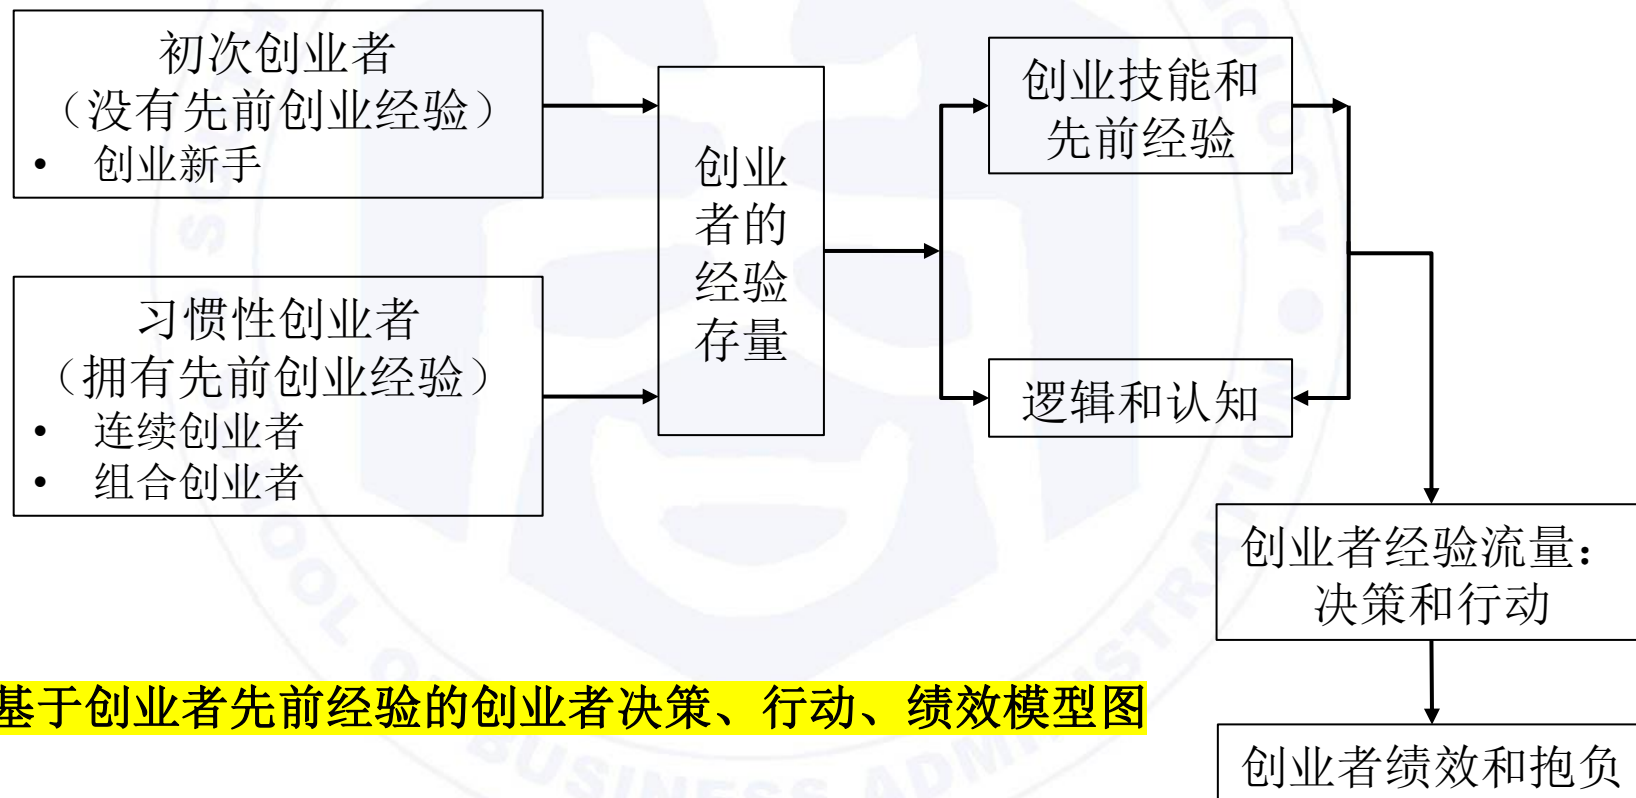 初次创业者
（没有先前创业经验）
• 创业新手
习惯性创业者
（拥有先前创业经验）
• 连续创业者
• 组合创业者
创业
者的
经验
存量
创业技能和
先前经验
逻辑和认知
创业者经验流量：
决策和行动
创业者绩效和抱负
基于创业者先前经验的创业者决策、行动、绩效模型图
BUSINESS ADMINISTRATION